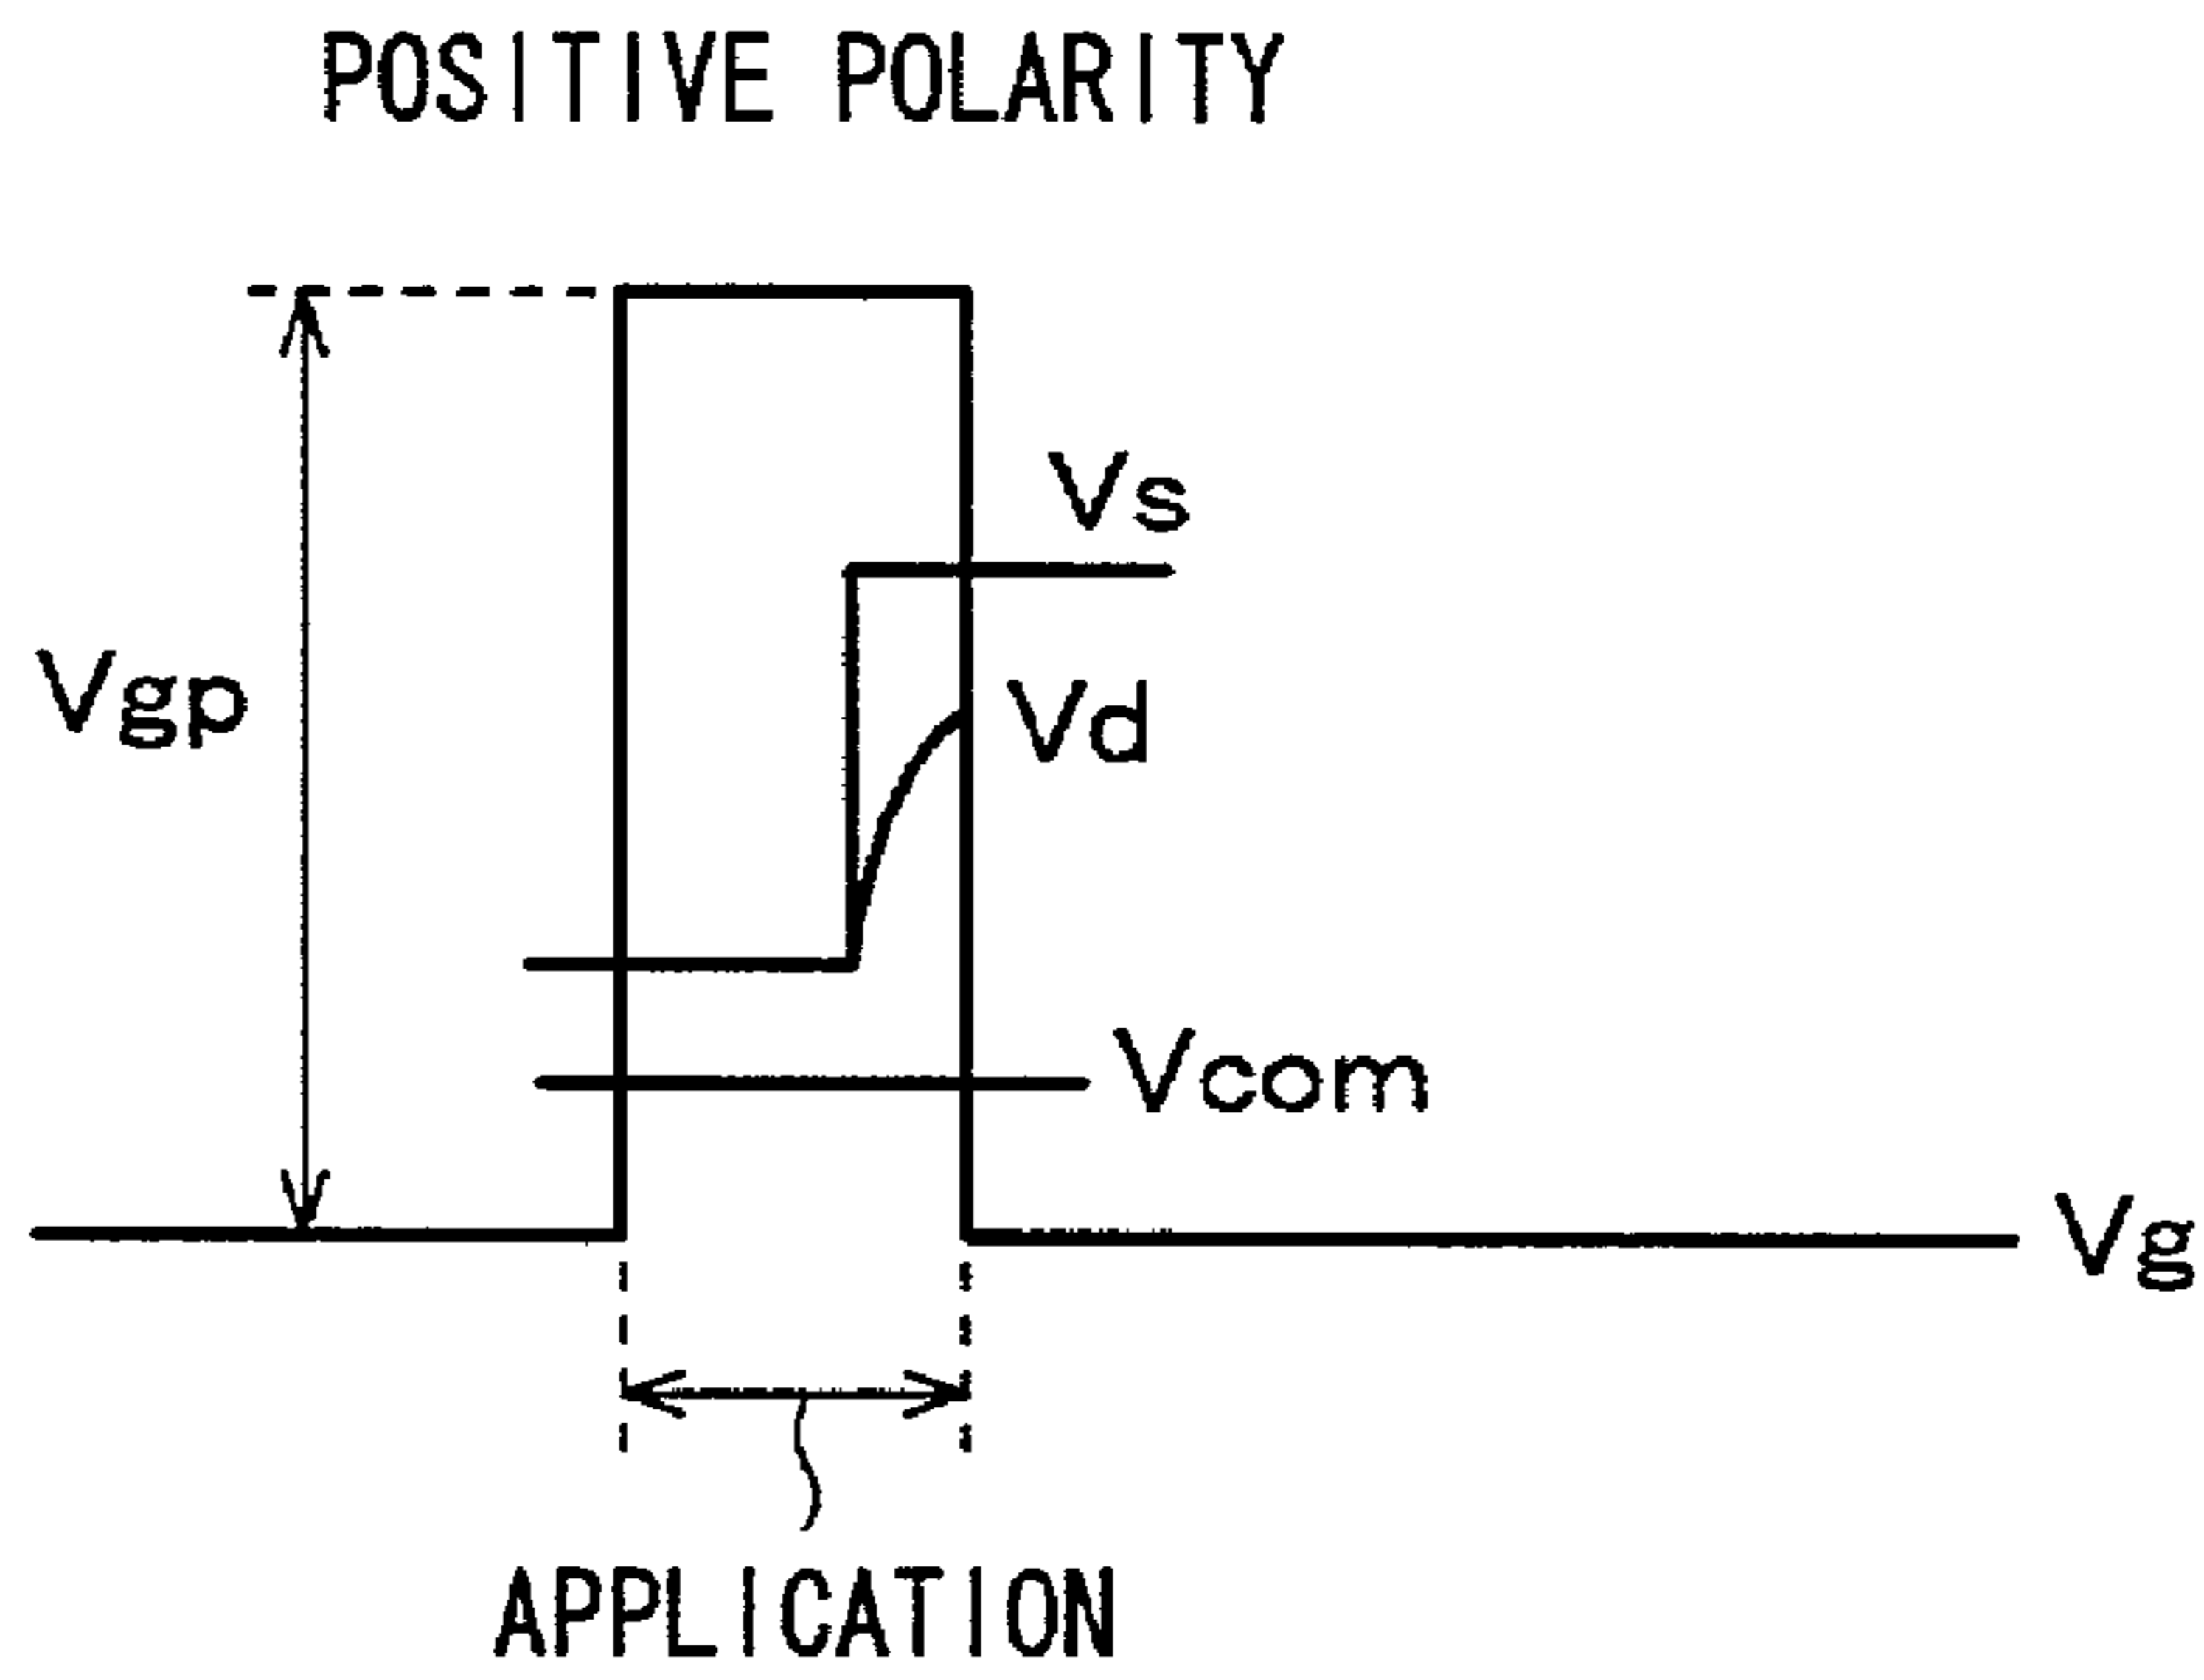 POSITIVE POLARITY
Vs
Vgp
Vd
Vcom
Vg
APPLICATION